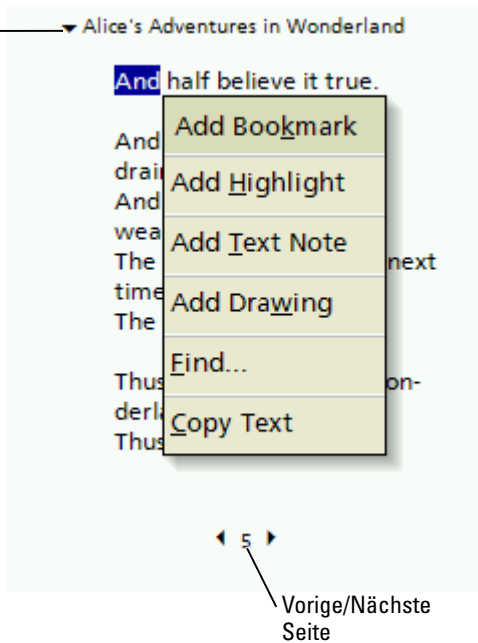 Alice's Adventures in Wonderland
And half believe it true.
Add Bookmark
And
drai
Add Highlight
And
wea
Add Text Note
The next
time
Add Drawing
The
Find...
Thus on-
derla
Copy Text
Thus
5
Vorige/Nächste
Seite